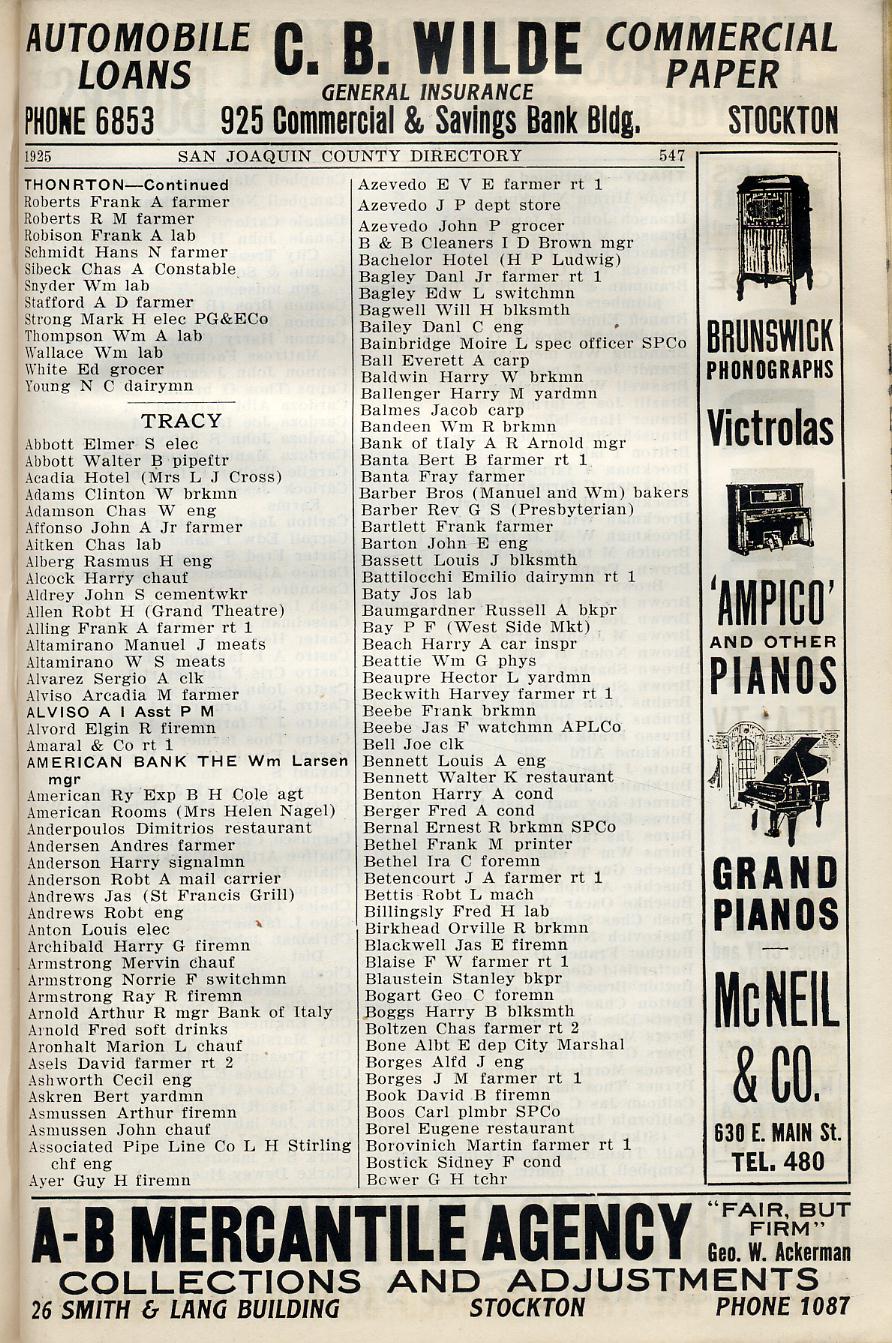 AUTOMOBILE LOANS
C. B. WILDE
COMMERCIAL PAPER
GENERAL INSURANCE
PHONE 6853 925 Commercial & Savings Bank Bldg. STOCKTON
1925 SAN JOAQUIN COUNTY DIRECTORY 547
THONRTON—Continued
Roberts Frank A farmer
Roberts R M farmer
Robison Frank A lab
Schmidt Hans N farmer
Sibeck Chas A Constable
Snyder Wm lab
Stafford A D farmer
Strong Mark H elec PG&ECo
Thompson Wm A lab
Wallace Wm lab
White Ed grocer
Young N C dairymn
TRACY
Abbott Elmer S elec
Abbott Walter B pipeftr
Acadia Hotel (Mrs L J Cross)
Adams Clinton W brkmn
Adamson Chas W eng
Affonso John A Jr farmer
Aitken Chas lab
Alberg Rasmus H eng
Alcock Harry chauf
Aldrey John S cementwkr
Allen Robt H (Grand Theatre)
Alling Frank A farmer rt 1
Altamirano Manuel J meats
Altamirano W S meats
Alvarez Sergio A clk
Alviso Arcadia M farmer
ALVISO A I Asst P M
Alvord Elgin R firemn
Amaral & Co rt 1
AMERICAN BANK THE Wm Larsen
mgr
American Ry Exp B H Cole agt
American Rooms (Mrs Helen Nagel)
Anderpoulos Dimitrios restaurant
Andersen Andres farmer
Anderson Harry signalmn
Anderson Robt A mail carrier
Andrews Jas (St Francis Grill)
Andrews Robt eng
Anton Louis elec
Archibald Harry G firemn
Armstrong Mervin chauf
Armstrong Norrie F switchmn
Armstrong Ray R firemn
Arnold Arthur R mgr Bank of Italy
Arnold Fred soft drinks
Aronhalt Marion L chauf
Asels David farmer rt 2
Ashworth Cecil eng
Askren Bert yardmn
Asmussen Arthur firemn
Asmussen John chauf
Associated Pipe Line Co L H Stirling
chf eng
Ayer Guy H firemn
Azevedo E V E farmer rt 1
Azevedo J P dept store
Azevedo John P grocer
B & B Cleaners I D Brown mgr
Bachelor Hotel (H P Ludwig)
Bagley Danl Jr farmer rt 1
Bagley Edw L switchmn
Bagwell Will H blksmth
Bailey Danl C eng
Bainbridge Moire L spec officer SPCo
Ball Everett A carp
Baldwin Harry W brkmn
Ballenger Harry M yardmn
Balmes Jacob carp
Bandeen Wm R brkmn
Bank of tIaly A R Arnold mgr
Banta Bert B farmer rt 1
Banta Fray farmer
Barber Bros (Manuel and Wm) bakers
Barber Rev G S (Presbyterian)
Bartlett Frank farmer
Barton John E eng
Bassett Louis J blksmth
Battilocchi Emilio dairymn rt 1
Baty Jos lab
Baumgardner Russell A bkpr
Bay P F (West Side Mkt)
Beach Harry A car inspr
Beattie Wm G phys
Beaupre Hector L yardmn
Beckwith Harvey farmer rt 1
Beebe Frank brkmn
Beebe Jas F watchmn APLCo
Bell Joe clk
Bennett Louis A eng
Bennett Walter K restaurant
Benton Harry A cond
Berger Fred A cond
Bernal Ernest R brkmn SPCo
Bethel Frank M printer
Bethel Ira C foremn
Betencourt J A farmer rt 1
Bettis Robt L mach
Billingsly Fred H lab
Birkhead Orville R brkmn
Blackwell Jas E firemn
Blaise F W farmer rt 1
Blaustein Stanley bkpr
Bogart Geo C foremn
Boggs Harry B blksmth
Boltzen Chas farmer rt 2
Bone Albt E dep City Marshal
Borges Alfd J eng
Borges J M farmer rt 1
Book David B firemn
Boos Carl plmbr SPCo
Borel Eugene restaurant
Borovinich Martin farmer rt 1
Bostick Sidney F cond
Bower G H tchr
BRUNSWICK
PHONOGRAPHS
Victrolas
'AMPICO'
AND OTHER
PIANOS
GRAND
PIANOS
McNEIL
& CO.
630 E. MAIN St.
TEL. 480
A-B MERCANTILE AGENCY
"FAIR, BUT
FIRM"
Geo. W. Ackerman
COLLECTIONS AND ADJUSTMENTS
26 SMITH & LANG BUILDING STOCKTON PHONE 1087